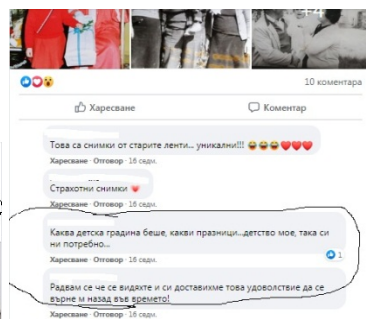 +4
10 коментара
Харесване Коментар
Това са снимки от старите ленти... уникални!!! 😂😂😂❤❤❤
Харесване · Отговор · 16 седм.
Страхотни снимки
Харесване · Отговор · 16 седм.
Каква детска градина беше, какви празници...детство мое, така си
ни потребно...
Харесване · Отговор · 16 седм.
1
Радвам се че се видяхте и си доставихме това удоволствие да се
върне м назад във времето!
Харесване · Отговор · 16 седм.